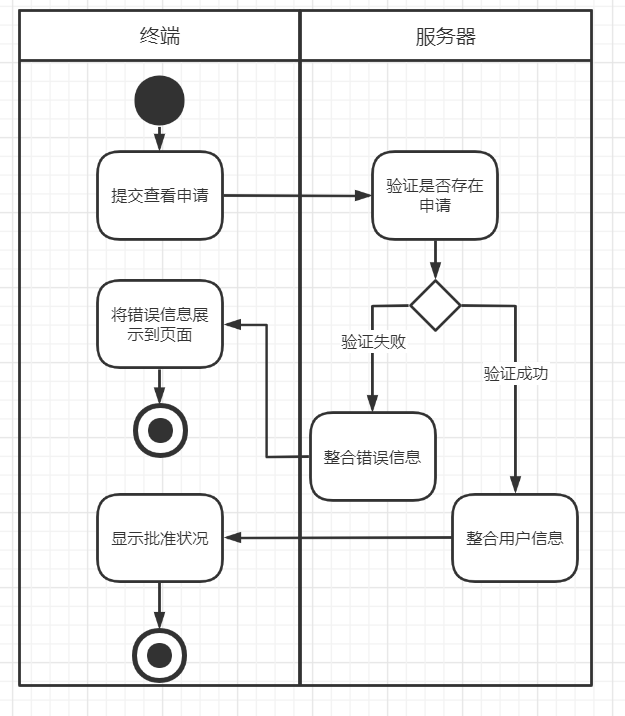 终端
服务器
提交查看申请
验证是否存在
申请
将错误信息展
示到页面
验证失败
验证成功
整合错误信息
显示批准状况
整合用户信息